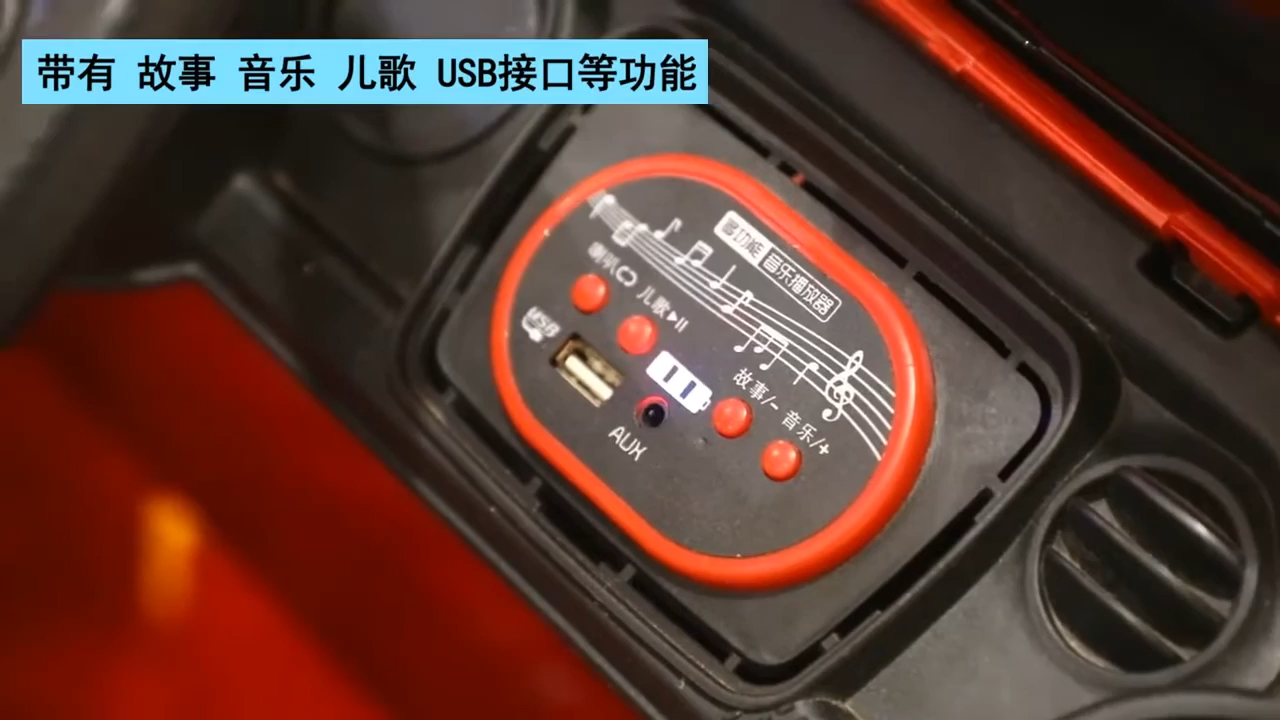 带有 故事 音乐 儿歌 USB接口等功能
多功能 音乐播放器
喇叭
儿歌
USB
故事/-
音乐/+
AUX